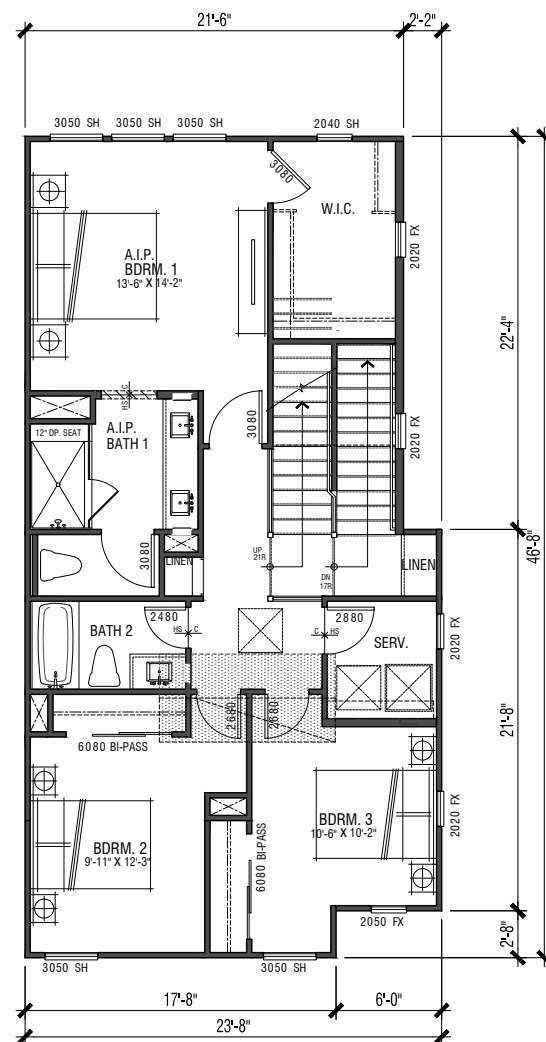 21'-6"
2'-2"
3050 SH
3050 SH
3050 SH
2040 SH
3080
W.I.C.
2020 FX
A.I.P.
BDRM. 1
13'-6" X 14'-2"
22'-4"
HS
C
3080
2020 FX
12" DP. SEAT
A.I.P.
BATH 1
46'-8"
3080
LINEN
UP
21R
DN
17R
LINEN
BATH 2
2480
HS
C
C
HS
2880
SERV.
2020 FX
2680
2680
21'-8"
6080 BI-PASS
BDRM. 2
9'-11" X 12'-3"
6080 BI-PASS
BDRM. 3
10'-6" X 10'-2"
2020 FX
2050 FX
2'-8"
3050 SH
3050 SH
17'-8"
6'-0"
23'-8"